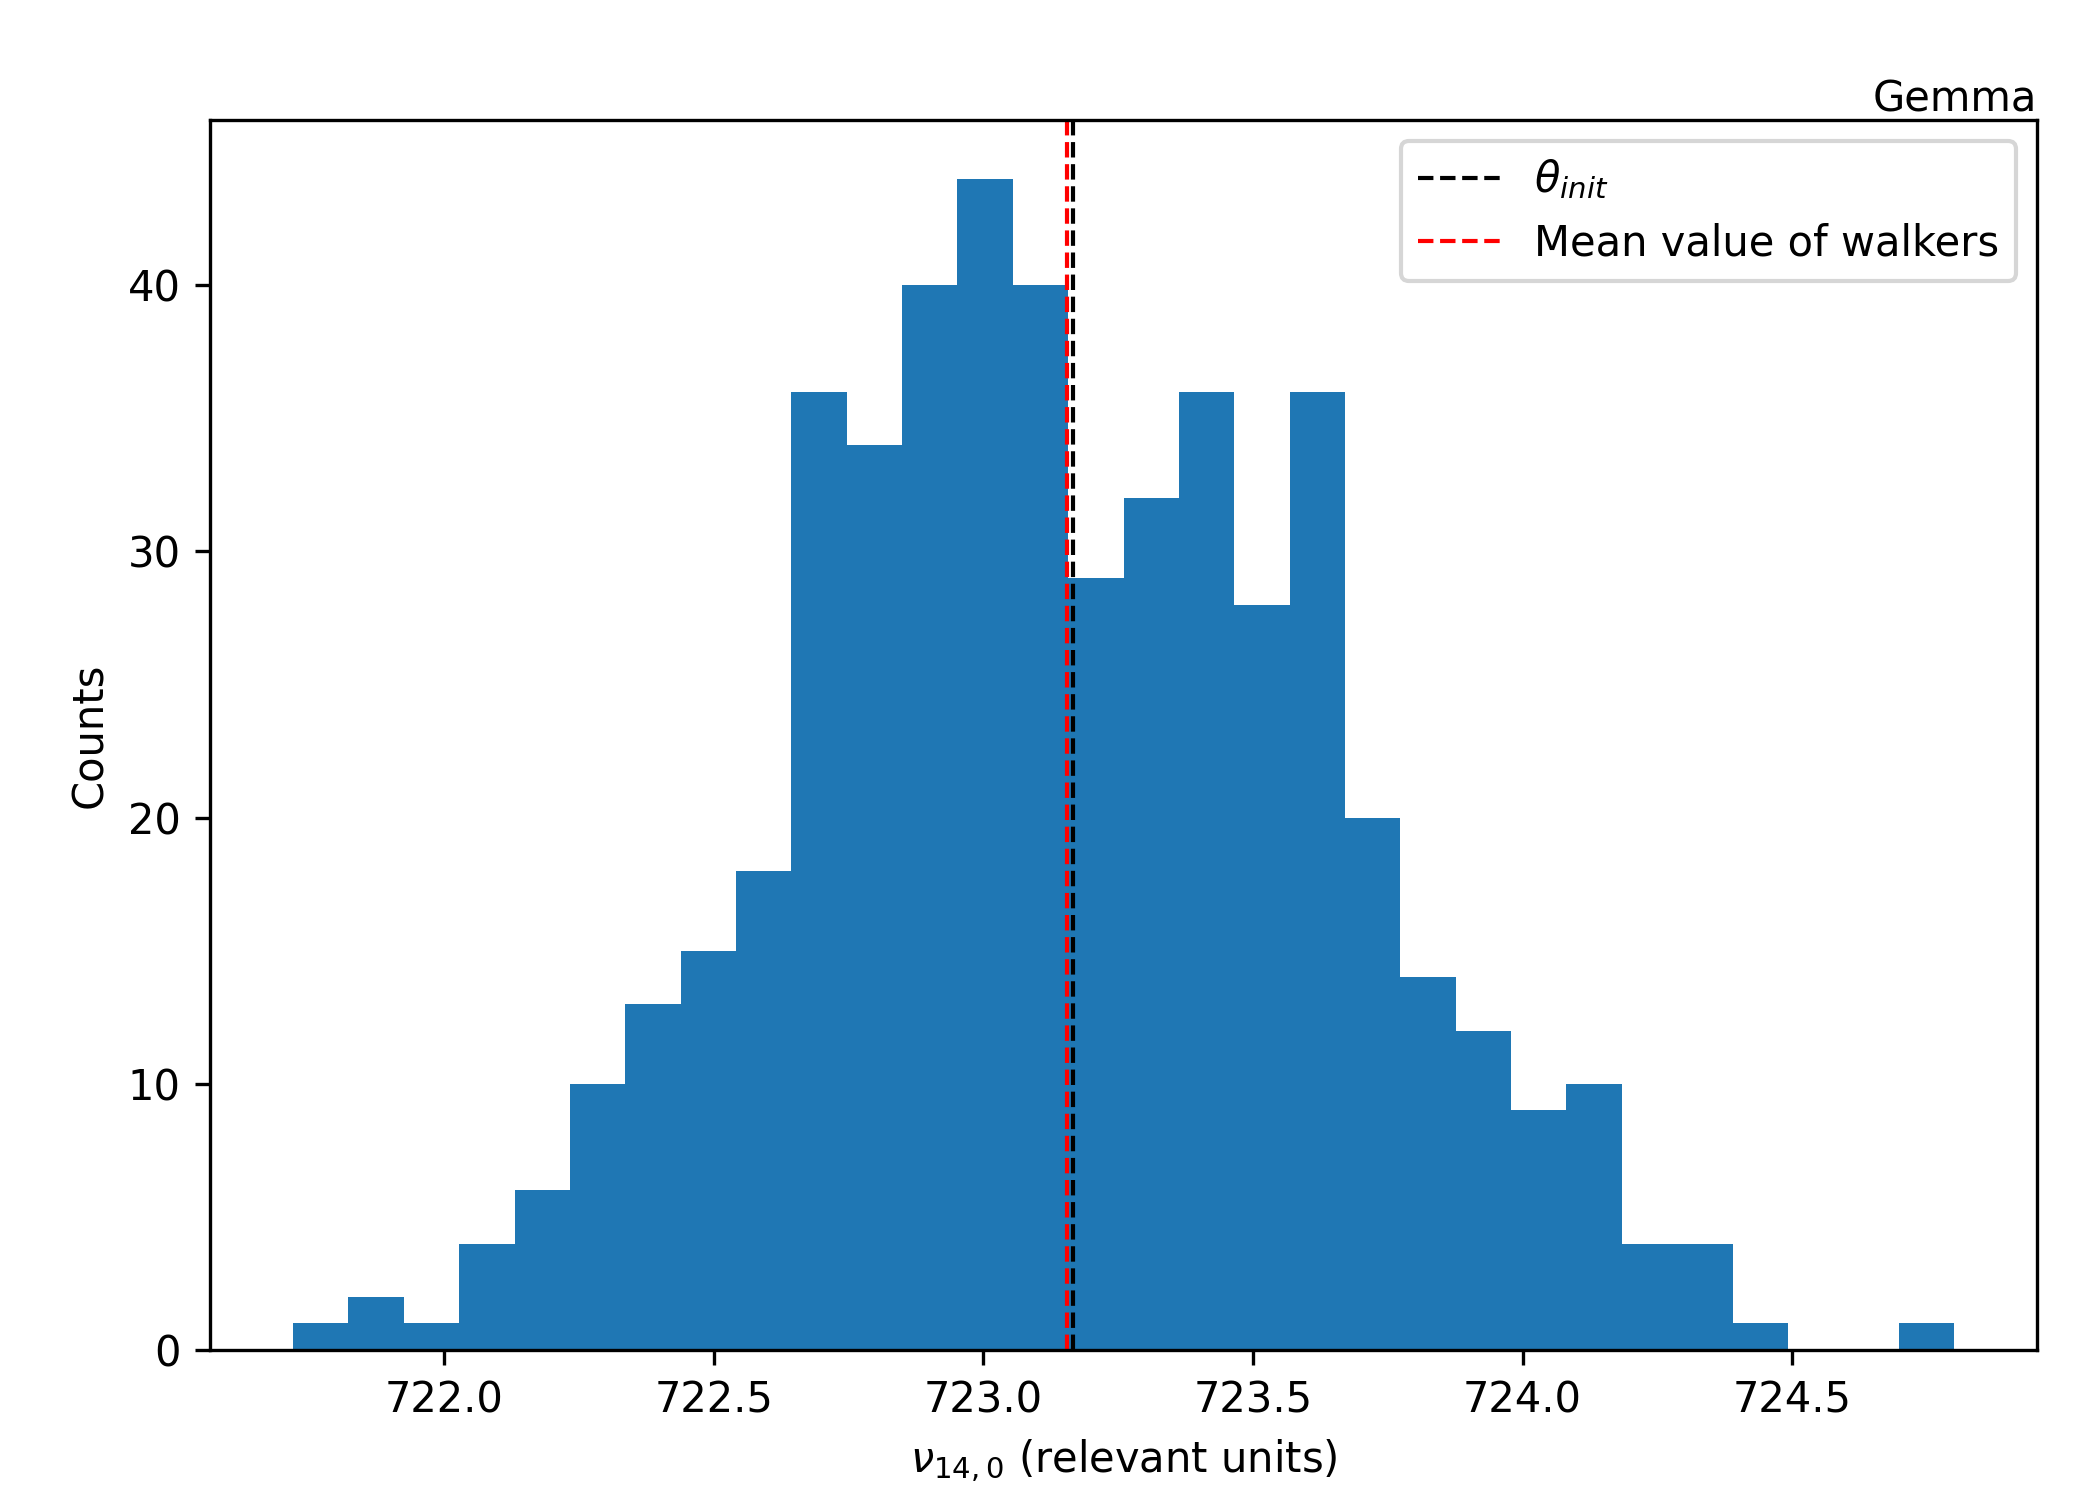 Gemma
θinit
Mean value of walkers
40
30
20
10
0
Counts
722.0 722.5 723.0 723.5 724.0 724.5
ν14,0 (relevant units)